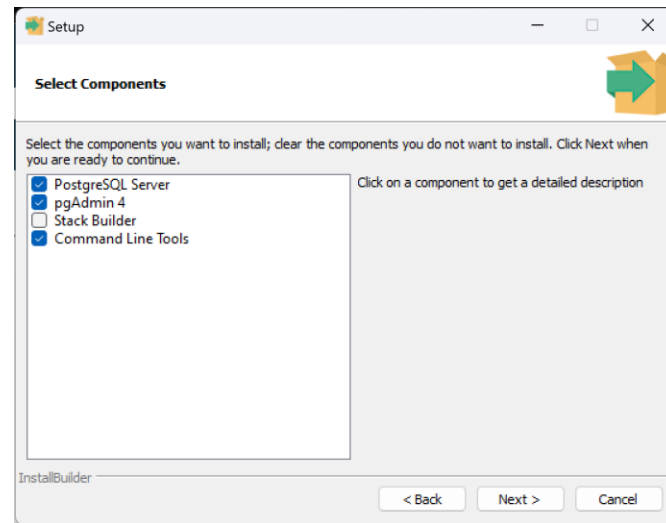 Setup
Select Components
Select the components you want to install; clear the components you do not want to install. Click Next when
you are ready to continue.
PostgreSQL Server
pgAdmin 4
Stack Builder
Command Line Tools
Click on a component to get a detailed description
InstallBuilder
< Back
Next >
Cancel